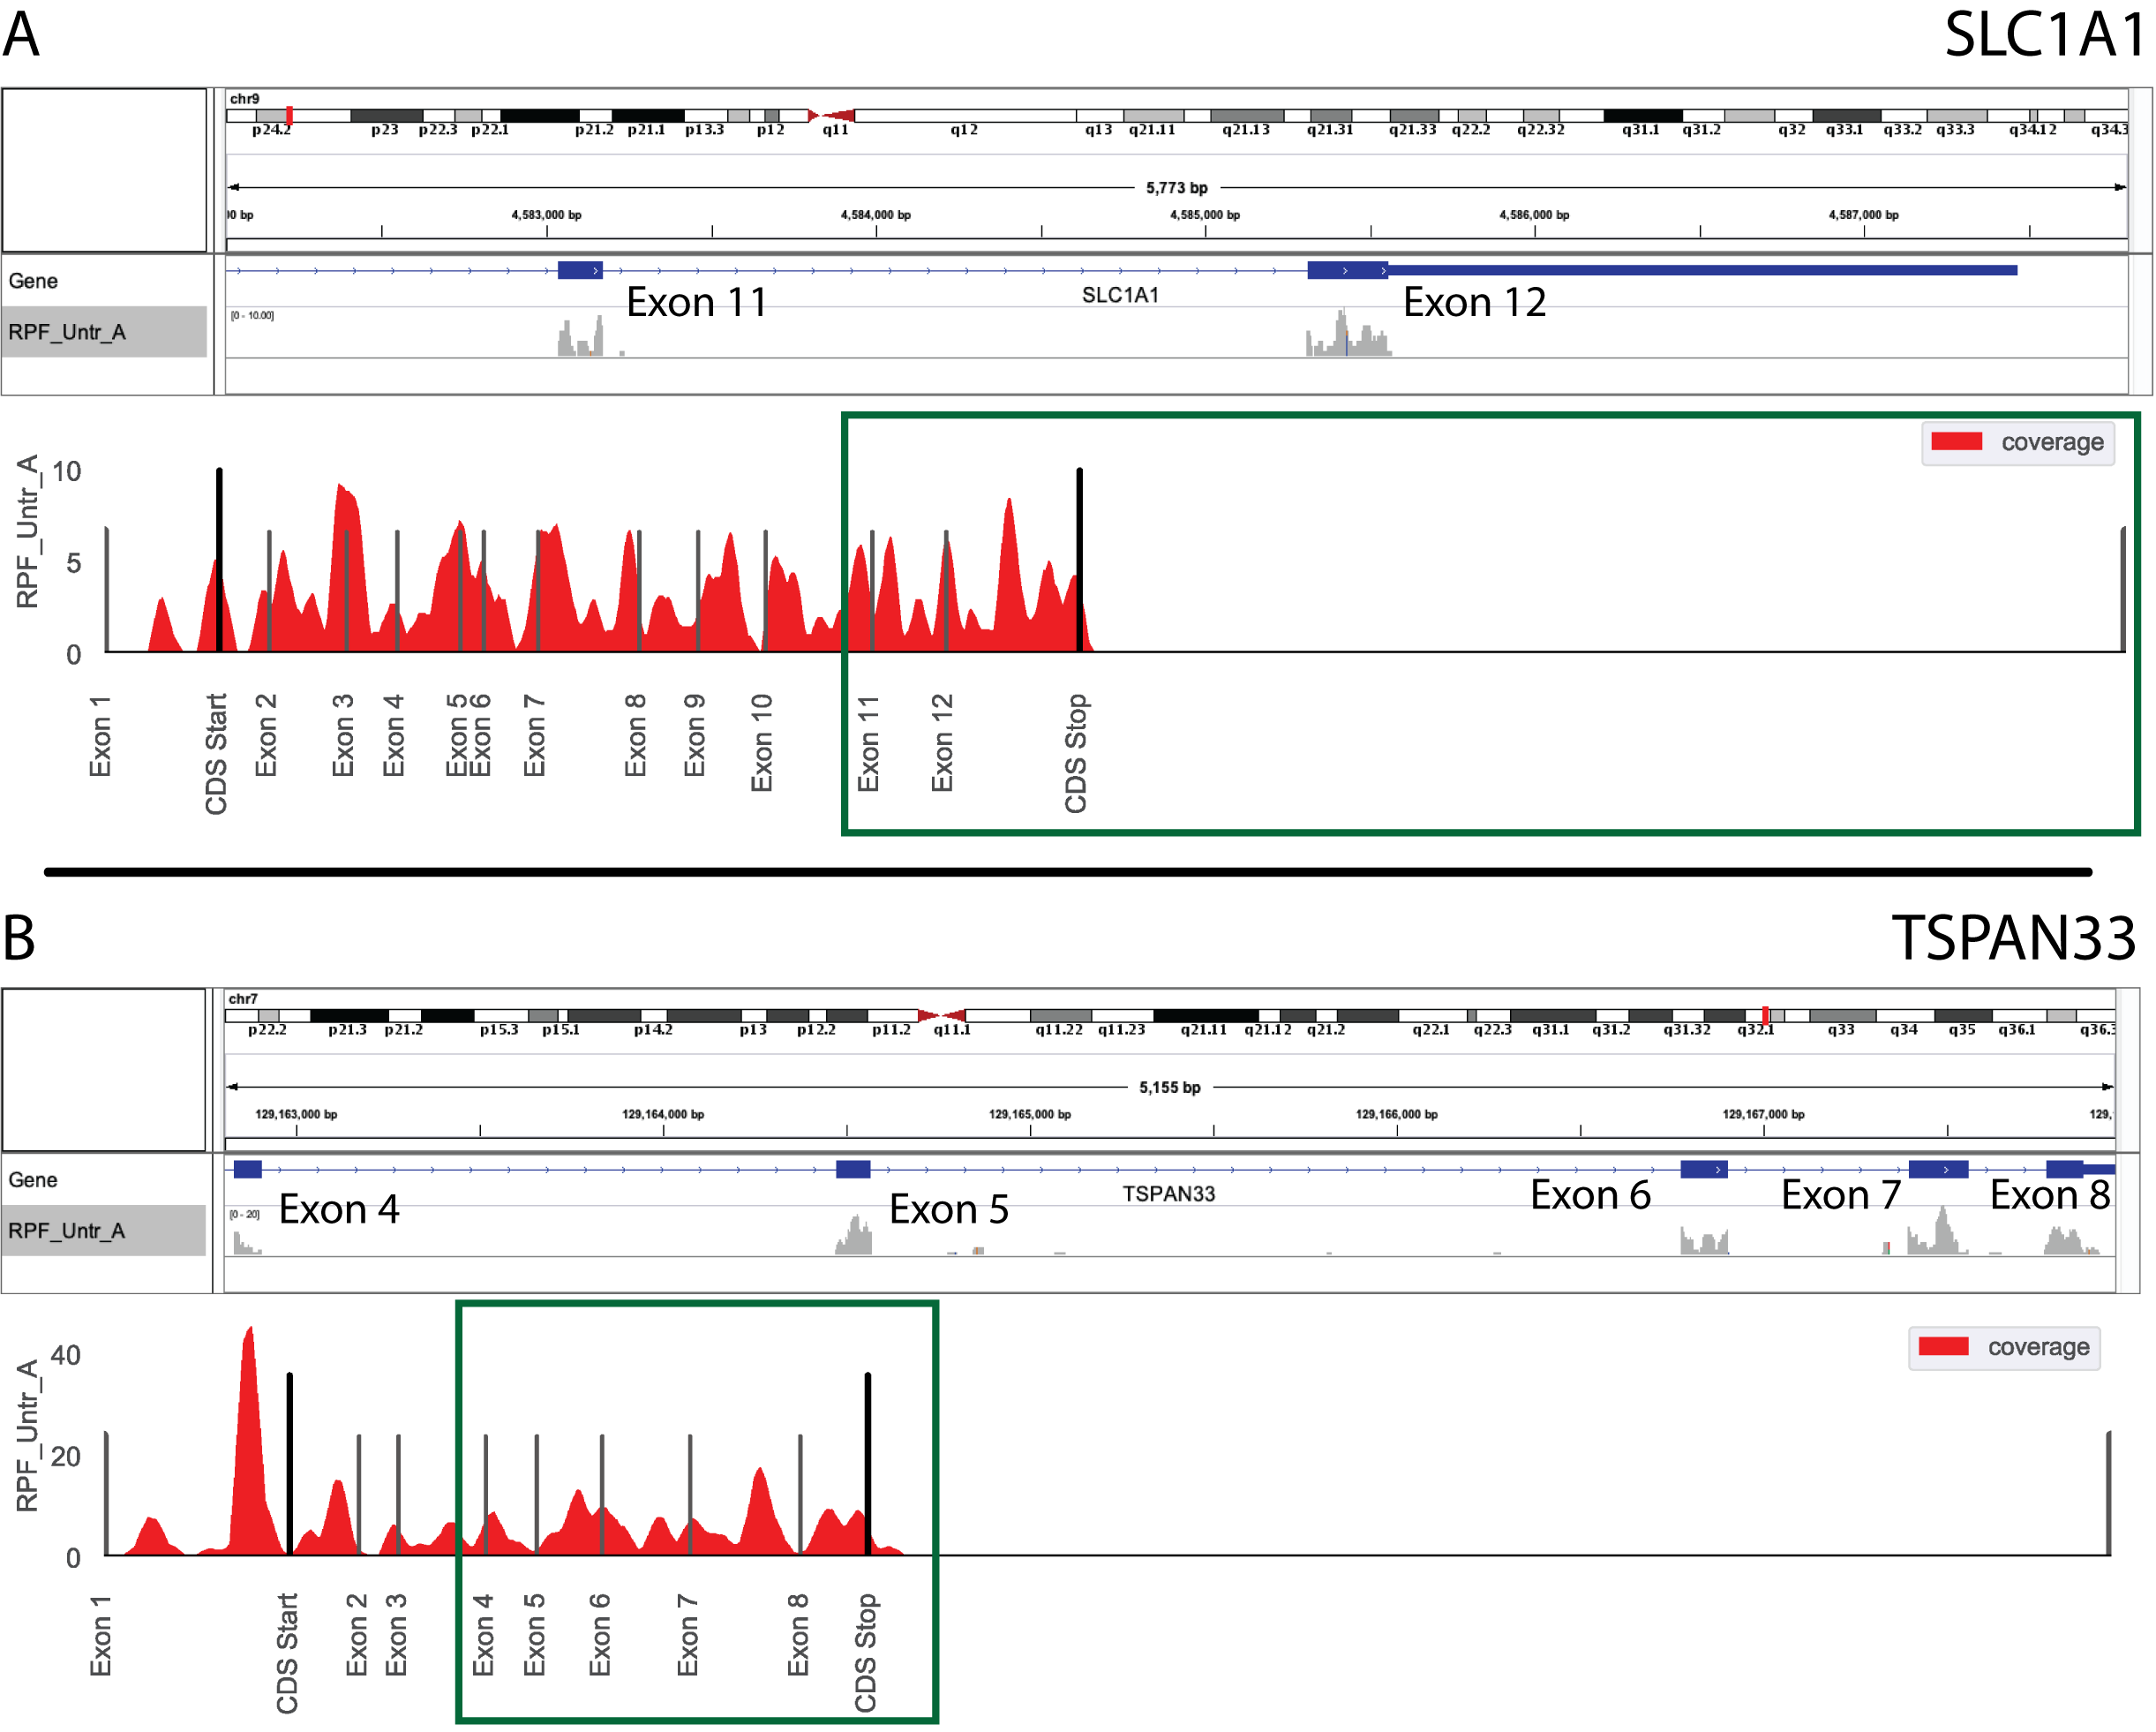 A
SLC1A1
chr9
p24.2 p23 p22.3 p22.1 p21.2 p21.1 p13.3 p12 q11 q12 q13 q21.11 q21.13 q21.31 q21.33 q22.2 q22.32 q31.1 q31.2 q32 q33.1 q33.2 q33.3 q34.12 q34.3
5,773 bp
00 bp 4,583,000 bp 4,584,000 bp 4,585,000 bp 4,586,000 bp 4,587,000 bp
Gene
Exon 11 SLC1A1 Exon 12
RPF_Untr_A [0 - 10.00]
coverage
RPF_Untr_A
10
5
0
Exon 1 CDS Start Exon 2 Exon 3 Exon 4 Exon 5 Exon 6 Exon 7 Exon 8 Exon 9 Exon 10 Exon 11 Exon 12 CDS Stop
B
TSPAN33
chr7
p22.2 p21.3 p21.2 p15.3 p15.1 p14.2 p13 p12.2 p11.2 q11.1 q11.22 q11.23 q21.11 q21.12 q21.2 q22.1 q22.3 q31.1 q31.2 q31.32 q32.1 q33 q34 q35 q36.1 q36.3
5,155 bp
129,163,000 bp 129,164,000 bp 129,165,000 bp 129,166,000 bp 129,167,000 bp 129,
Gene
Exon 4 Exon 5 TSPAN33 Exon 6 Exon 7 Exon 8
RPF_Untr_A [0 - 20]
coverage
RPF_Untr_A
40
20
0
Exon 1 CDS Start Exon 2 Exon 3 Exon 4 Exon 5 Exon 6 Exon 7 Exon 8 CDS Stop